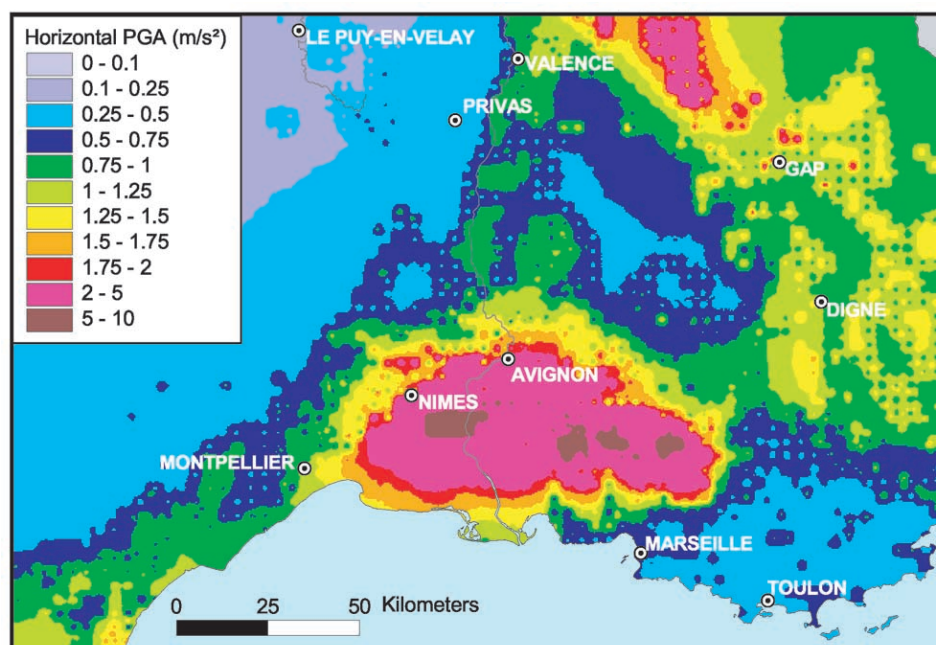 Horizontal PGA (m/s²)
0 - 0.1
0.1 - 0.25
0.25 - 0.5
0.5 - 0.75
0.75 - 1
1 - 1.25
1.25 - 1.5
1.5 - 1.75
1.75 - 2
2 - 5
5 - 10
LE PUY-EN-VELAY
VALENCE
PRIVAS
GAP
DIGNE
AVIGNON
NIMES
MONTPELLIER
MARSEILLE
TOULON
0 25 50 Kilometers